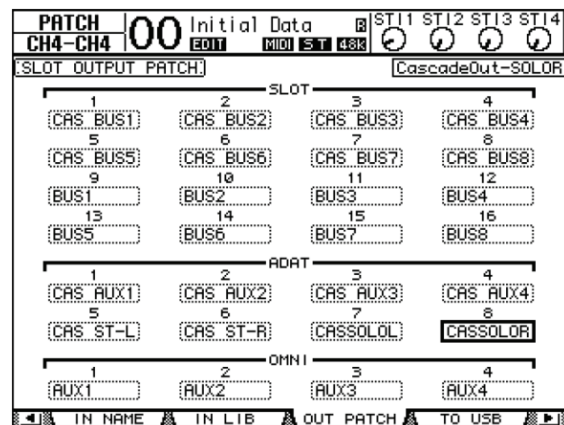 PATCH 00 Initial Data R STI1 STI2 STI3 STI4
CH4-CH4 EDIT MIDI ST 48k
SLOT OUTPUT PATCH CascadeOut-SOLOR
SLOT
1 2 3 4
CAS BUS1 CAS BUS2 CAS BUS3 CAS BUS4
5 6 7 8
CAS BUS5 CAS BUS6 CAS BUS7 CAS BUS8
9 10 11 12
BUS1 BUS2 BUS3 BUS4
13 14 15 16
BUS5 BUS6 BUS7 BUS8
ADAT
1 2 3 4
CAS AUX1 CAS AUX2 CAS AUX3 CAS AUX4
5 6 7 8
CAS ST-L CAS ST-R CASSOLOL CASSOLOR
OMNI
1 2 3 4
AUX1 AUX2 AUX3 AUX4
IN NAME IN LIB OUT PATCH TO USB